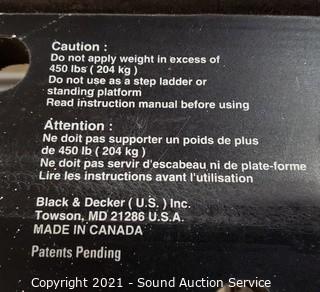 Caution :
Do not apply weight in excess of
450 lbs ( 204 kg )
Do not use as a step ladder or
standing platform
Read instruction manual before using
Attention :
Ne doit pas supporter un poids de plus
de 450 lb ( 204 kg )
Ne doit pas servir d'escabeau ni de plate-forme
Lire les instructions avant l'utilisation
Black & Decker ( U.S. ) Inc.
Towson, MD 21286 U.S.A.
MADE IN CANADA
Patents Pending
Copyright 2021 - Sound Auction Service